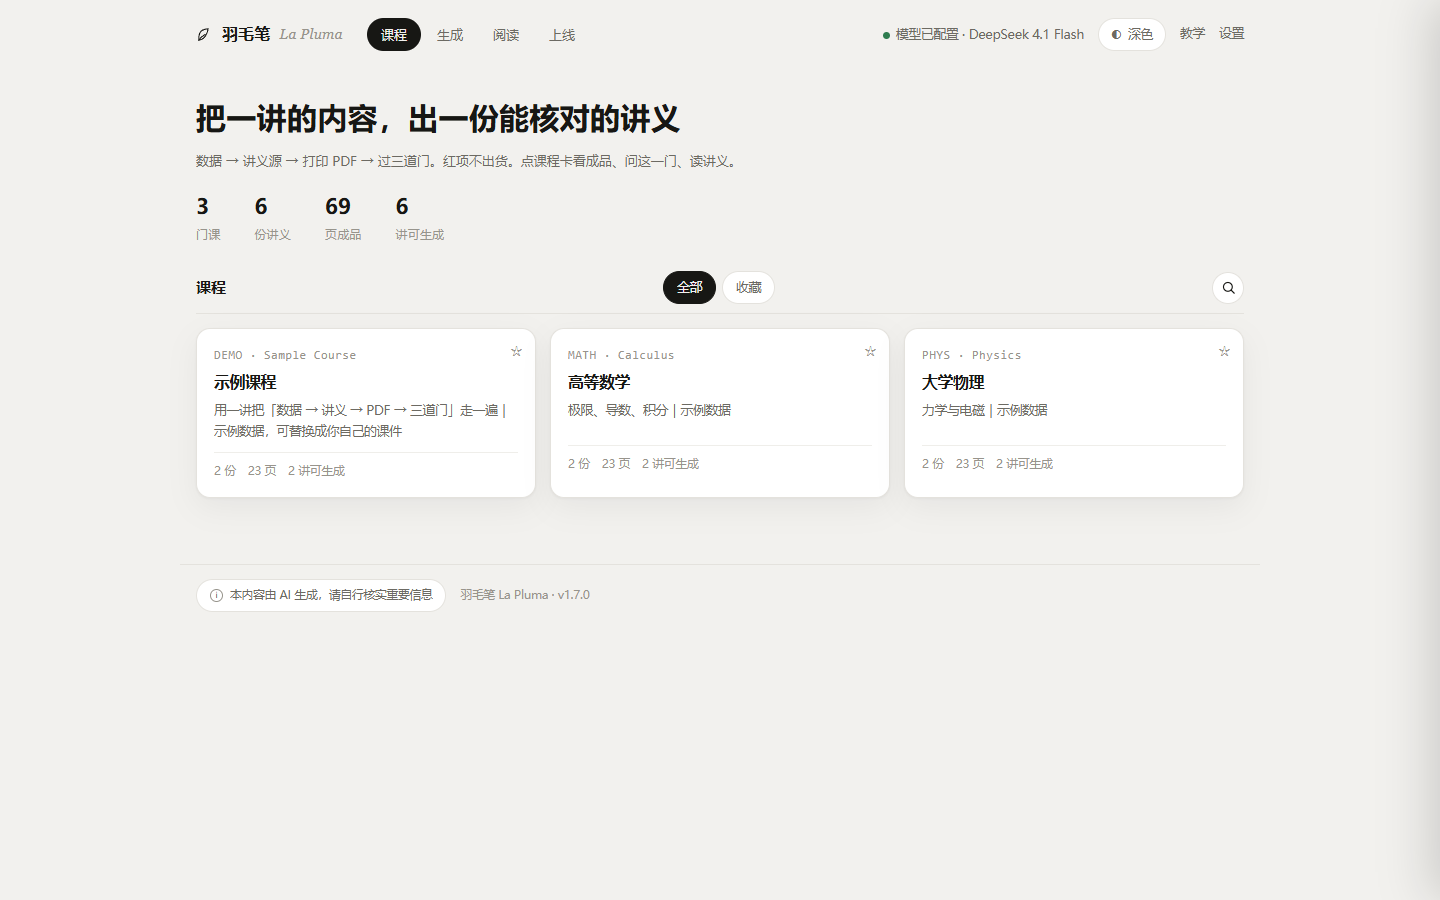 羽毛笔 La Pluma 课程 生成 阅读 上线 模型已配置 · DeepSeek 4.1 Flash 深色 教学 设置
把一讲的内容，出一份能核对的讲义
数据 → 讲义源 → 打印 PDF → 过三道门。红项不出货。点课程卡看成品、问这一门、读讲义。
3 6 69 6
门课 份讲义 页成品 讲可生成
课程 全部 收藏
DEMO · Sample Course
示例课程
用一讲把「数据 → 讲义 → PDF → 三道门」走一遍 |
示例数据，可替换成你自己的课件
2 份 23 页 2 讲可生成
MATH · Calculus
高等数学
极限、导数、积分 | 示例数据
2 份 23 页 2 讲可生成
PHYS · Physics
大学物理
力学与电磁 | 示例数据
2 份 23 页 2 讲可生成
本内容由 AI 生成，请自行核实重要信息 羽毛笔 La Pluma · v1.7.0